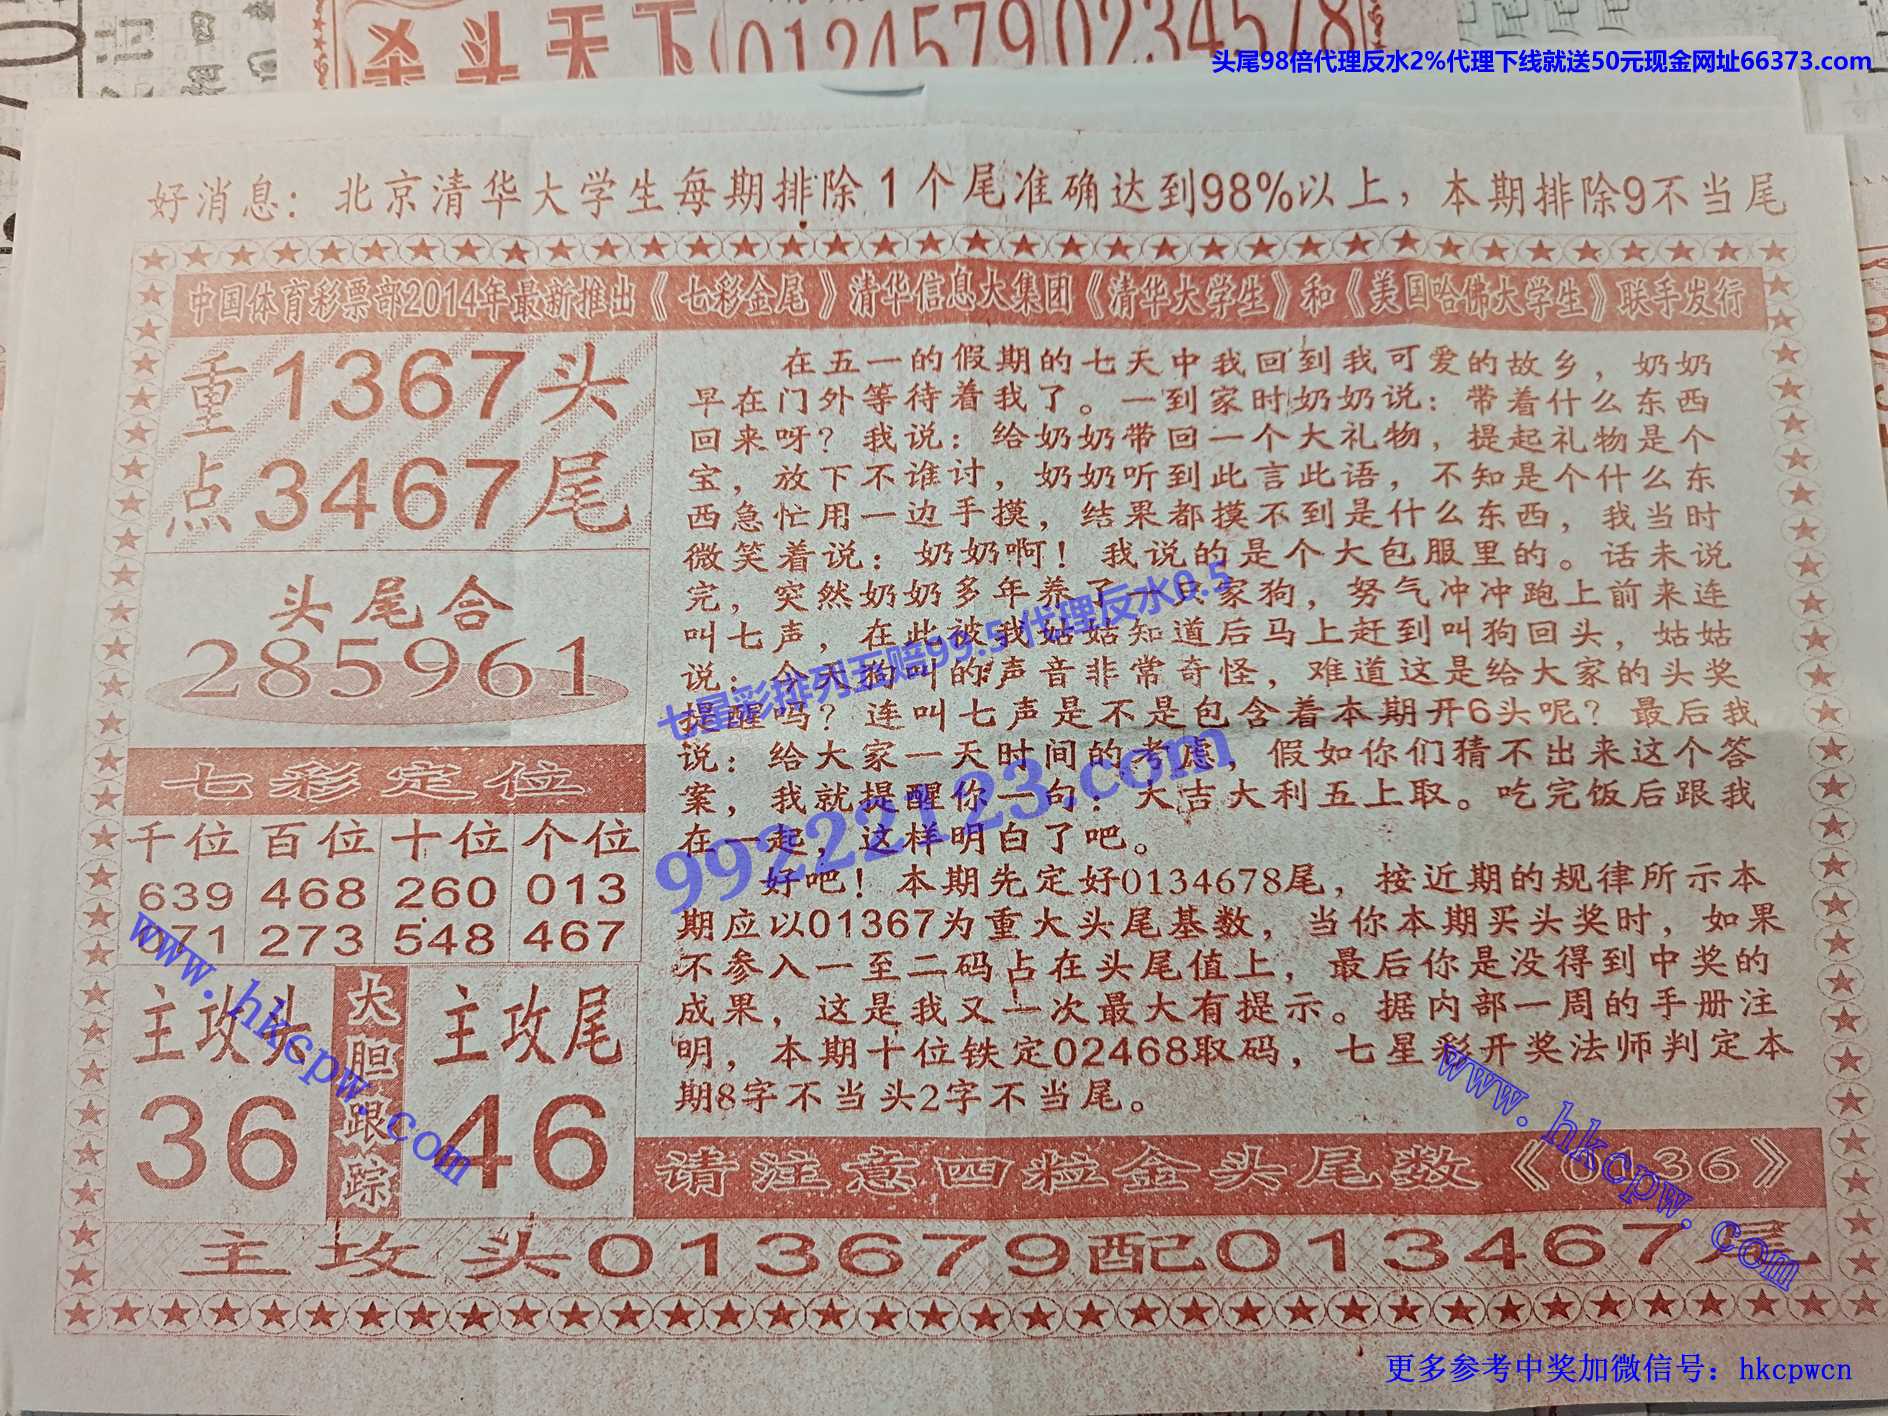 杀头天下
0124579
0234578
头尾98倍代理反水2%代理下线就送50元现金网址66373.com
好消息：北京清华大学生每期排除1个尾准确达到98%以上，本期排除9不当尾
中国体育彩票部2014年最新推出《七彩金尾》清华信息大集团《清华大学生》和《美国哈佛大学生》联手发行
重1367头
点3467尾
头尾合
285961
七彩定位
千位 百位 十位 个位
639 468 260 013
071 273 548 467
主攻头
36
大胆跟踪
主攻尾
46
在五一的假期的七天中我回到我可爱的故乡，奶奶
早在门外等待着我了。一到家时奶奶说：带着什么东西
回来呀？我说：给奶奶带回一个大礼物，提起礼物是个
宝，放下不谁讨，奶奶听到此言此语，不知是个什么东
西急忙用一边手摸，结果都摸不到是什么东西，我当时
微笑着说：奶奶啊！我说的是个大包服里的。话未说
完，突然奶奶多年养了一只家狗，努气冲冲跑上前来连
叫七声，在此被我姑姑知道后马上赶到叫狗回头，姑姑
说：今天狗叫的声音非常奇怪，难道这是给大家的头奖
提醒吗？连叫七声是不是包含着本期开6头呢？最后我
说：给大家一天时间的考虑，假如你们猜不出来这个答
案，我就提醒你一句：大吉大利五上取。吃完饭后跟我
在一起，这样明白了吧。
好吧！本期先定好0134678尾，按近期的规律所示本
期应以01367为重大头尾基数，当你本期买头奖时，如果
不参入一至二码占在头尾值上，最后你是没得到中奖的
成果，这是我又一次最大有提示。据内部一周的手册注
明，本期十位铁定02468取码，七星彩开奖法师判定本
期8字不当头2字不当尾。
请注意四粒金头尾数《0136》
主攻头013679配013467尾
七星彩排列五赔99.5 代理反水0.5
99222123.com
www.hkcpw.com
www.hkcpw.com
更多参考中奖加微信号：hkcpwcn